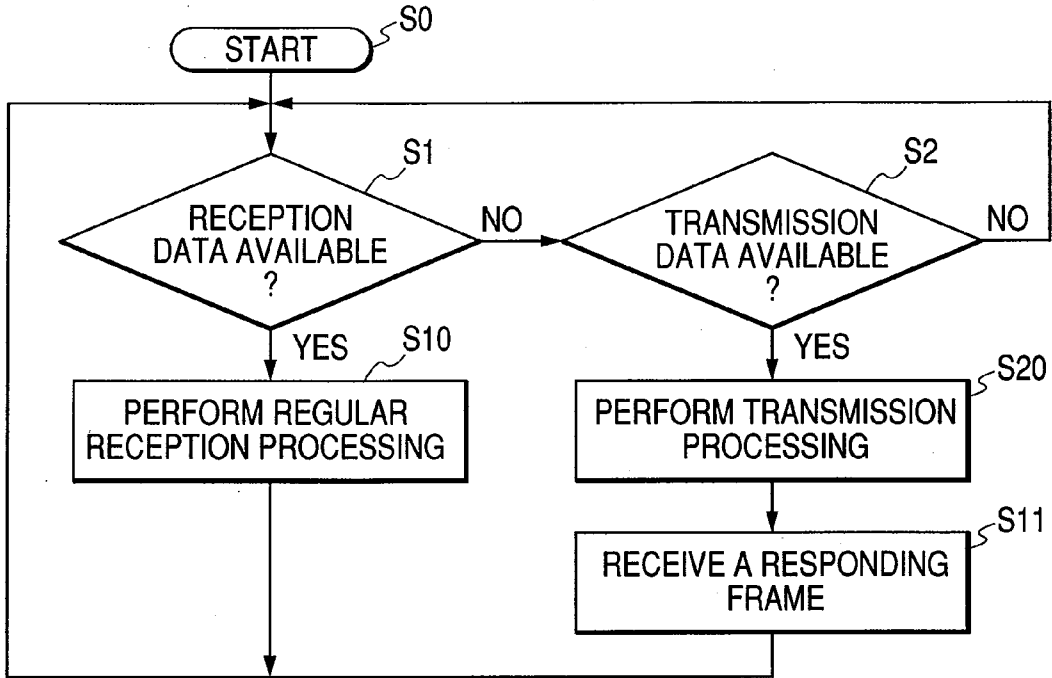 START
S0
S1
RECEPTION
DATA AVAILABLE
?
NO
S2
TRANSMISSION
DATA AVAILABLE
?
NO
YES
S10
PERFORM REGULAR
RECEPTION PROCESSING
YES
S20
PERFORM TRANSMISSION
PROCESSING
S11
RECEIVE A RESPONDING
FRAME